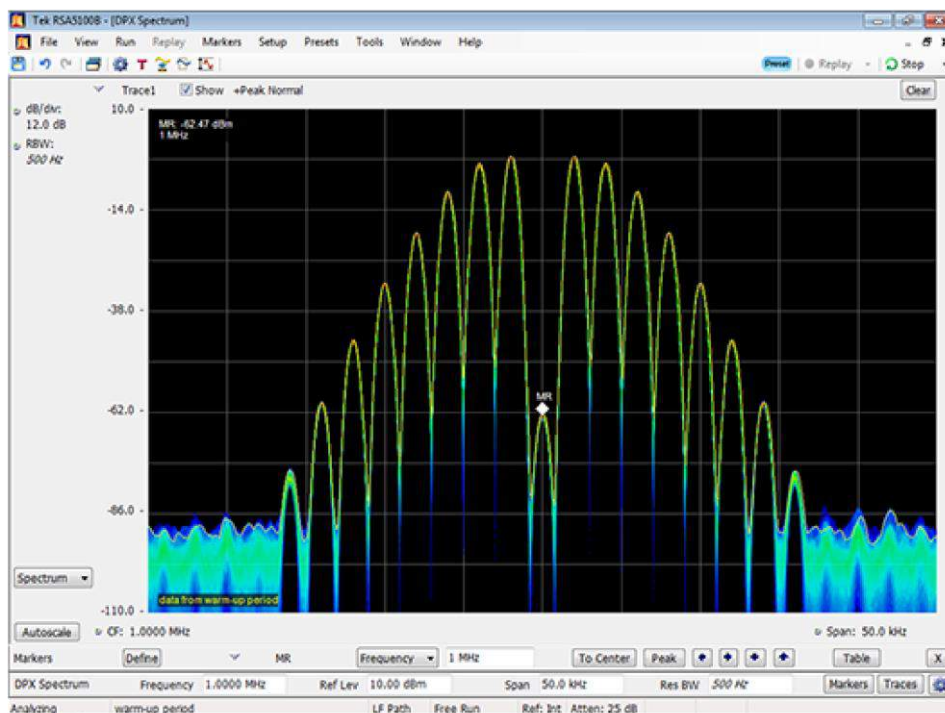 Tek RSA5100B - [DPX Spectrum]
File View Run Replay Markers Setup Presets Tools Window Help
Preset Replay Stop
Trace1 Show +Peak Normal Clear
dB/div:
12.0 dB
RBW:
500 Hz
10.0
MR: -62.47 dBm
1 MHz
-14.0
-38.0
MR
-62.0
-86.0
Spectrum
-110.0
data from warm-up period
Autoscale CF: 1.0000 MHz Span: 50.0 kHz
Markers Define MR Frequency 1 MHz To Center Peak Table X
DPX Spectrum Frequency 1.0000 MHz Ref Lev 10.00 dBm Span 50.0 kHz Res BW 500 Hz Markers Traces
Analyzing warm-up period LF Path Free Run Ref: Int Atten: 25 dB